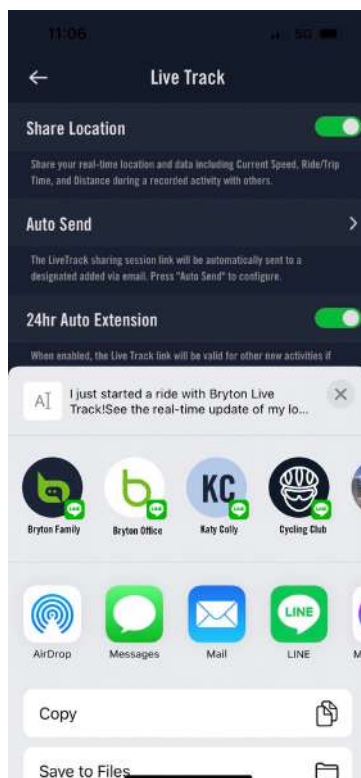 11:06
5G
Live Track
Share Location
Share your real-time location and data including Current Speed, Ride/Trip
Time, and Distance during a recorded activity with others.
Auto Send
The LiveTrack sharing session link will be automatically sent to a
designated added via email. Press "Auto Send" to configure.
24hr Auto Extension
When enabled, the Live Track link will be valid for other new activities if
I just started a ride with Bryton Live
Track!See the real-time update of my lo...
KC
Bryton Family
Bryton Office
Katy Colly
Cycling Club
LINE
AirDrop
Messages
Mail
LINE
M
Copy
Save to Files